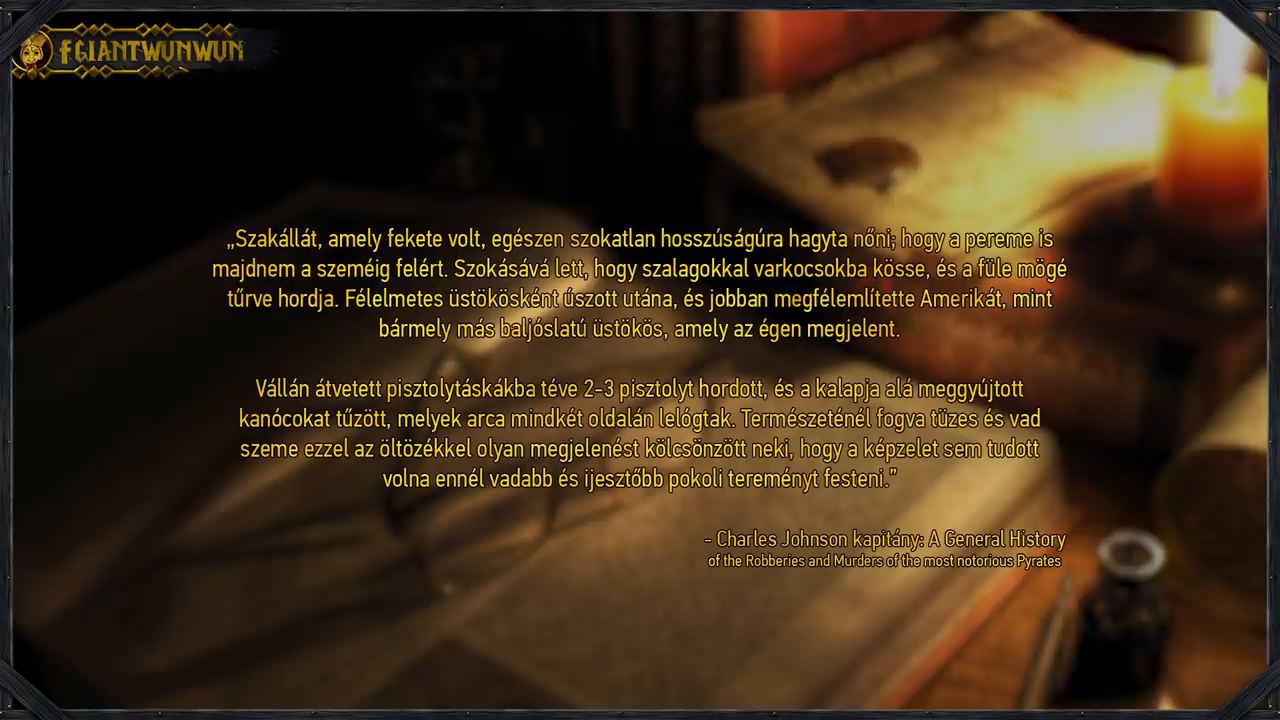 fGIANTWUNWUN
„Szakállát, amely fekete volt, egészen szokatlan hosszúságúra hagyta nőni; hogy a pereme is
majdnem a szeméig felért. Szokásává lett, hogy szalagokkal varkocsokba kösse, és a füle mögé
tűrve hordja. Félelmetes üstökösként úszott utána, és jobban megfélemlítette Amerikát, mint
bármely más baljóslatú üstökös, amely az égen megjelent.
Vállán átvetett pisztolytáskákba téve 2-3 pisztolyt hordott, és a kalapja alá meggyújtott
kanócokat tűzött, melyek arca mindkét oldalán lelógtak. Természeténél fogva tüzes és vad
szeme ezzel az öltözékkel olyan megjelenést kölcsönzött neki, hogy a képzelet sem tudott
volna ennél vadabb és ijesztőbb pokoli tereményt festeni.”
- Charles Johnson kapitány: A General History
of the Robberies and Murders of the most notorious Pyrates